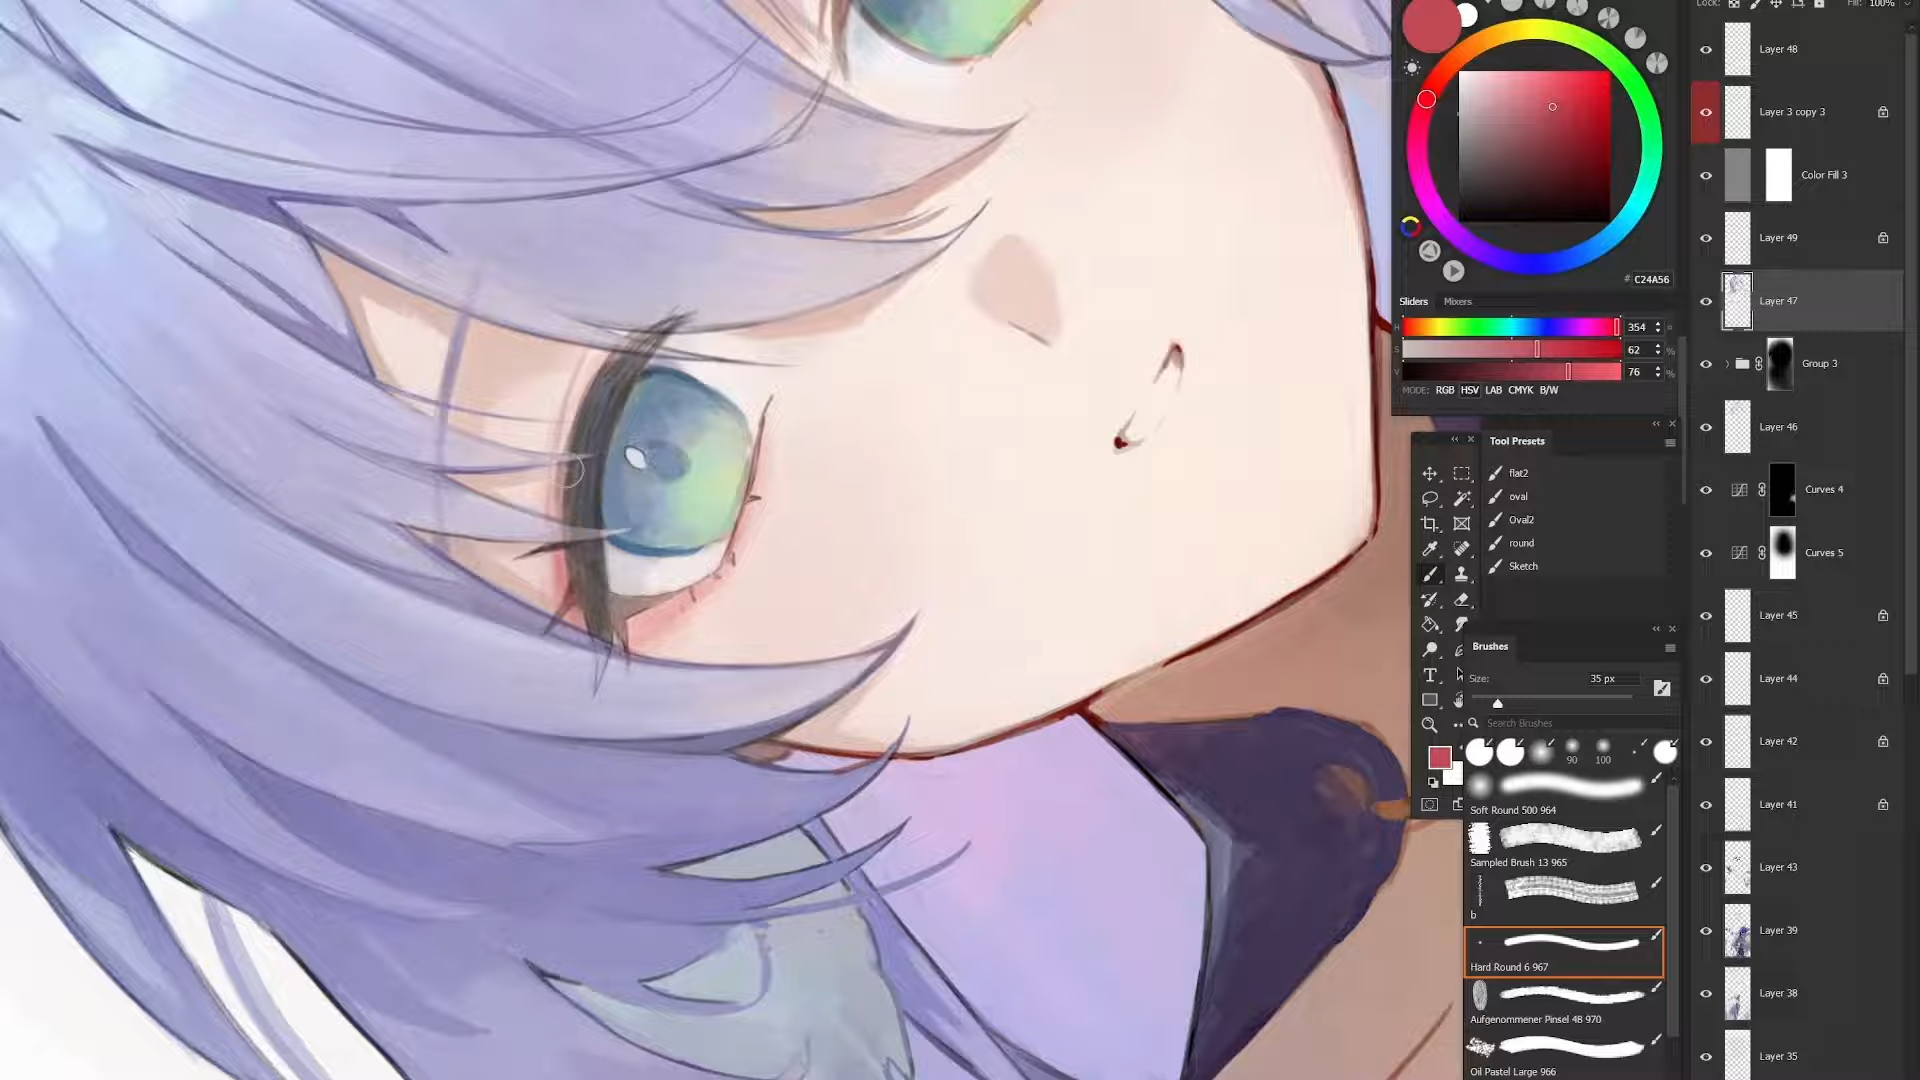 Lock:
Fill: 100%
Layer 48
Layer 3 copy 3
Color Fill 3
Layer 49
# C24A56
Layer 47
Sliders
Mixers
H 327 °
S 62 %
V 76 %
MODE: RGB HSV LAB CMYK B/W
Group 3
Layer 46
Tool Presets
flat2
oval
Oval2
round
Sketch
Curves 4
Curves 5
Layer 45
Brushes
Size:
35 px
Search Brushes
90
100
Soft Round 500 964
Sampled Brush 13 965
b
Hard Round 6 967
Aufgenommener Pinsel 48 970
Oil Pastel Large 966
Layer 44
Layer 42
Layer 41
Layer 43
Layer 39
Layer 38
Layer 35